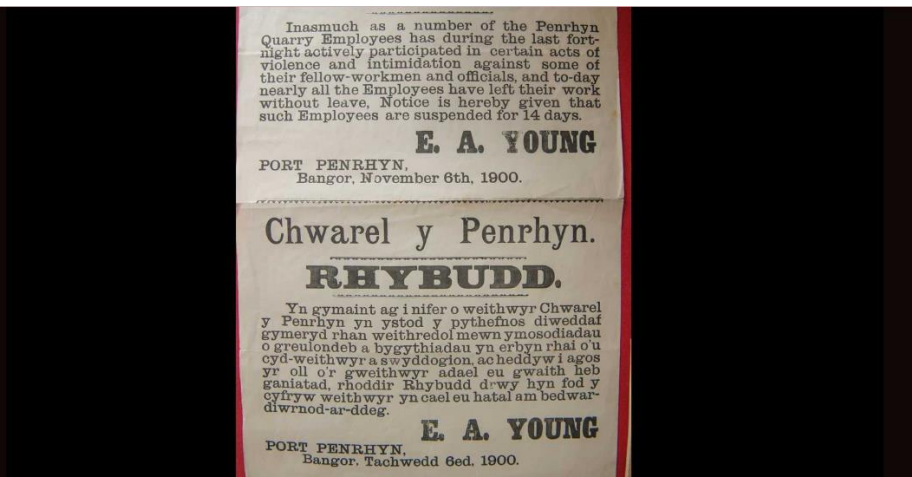 Inasmuch as a number of the Penrhyn
Quarry Employees has during the last fort-
night actively participated in certain acts of
violence and intimidation against some of
their fellow-workmen and officials, and to-day
nearly all the Employees have left their work
without leave, Notice is hereby given that
such Employees are suspended for 14 days.
E. A. YOUNG
PORT PENRHYN,
Bangor, November 6th, 1900.
Chwarel y Penrhyn.
RHYBUDD.
Yn gymaint ag i nifer o weithwyr Chwarel
y Penrhyn yn ystod y pythefnos diweddaf
gymeryd rhan weithredol mewn ymosodiadau
o greulondeb a bygythiadau yn erbyn rhai o'u
cyd-weithwyr a swyddogion, ac heddyw i agos
yr oll o'r gweithwyr adael eu gwaith heb
ganiatad, rhoddir Rhybudd drwy hyn fod y
cyfryw weithwyr yn cael eu hatal am bedwar-
diwrnod-ar-ddeg.
E. A. YOUNG
PORT PENRHYN,
Bangor. Tachwedd 6ed. 1900.